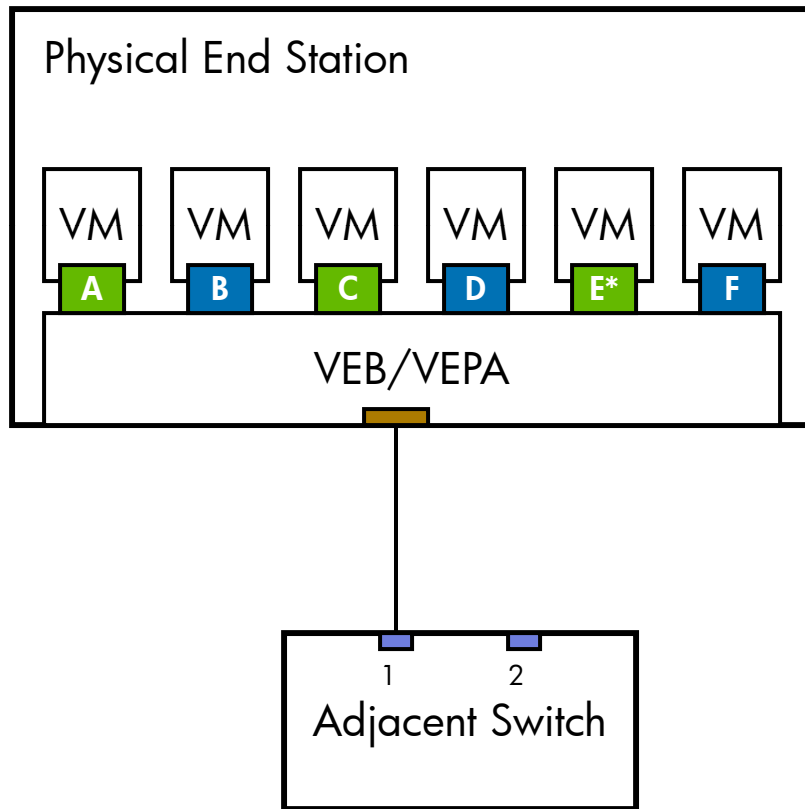 Physical End Station
VM VM VM VM VM VM
A B C D E* F
VEB/VEPA
1 2
Adjacent Switch